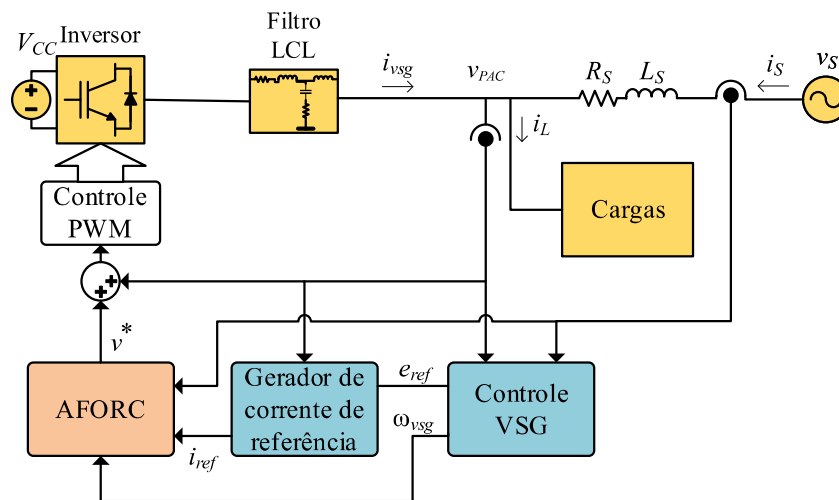 V_CC
Inversor
Filtro
LCL
i_vsg
v_PAC
R_S
L_S
i_S
v_S
i_L
Cargas
Controle
PWM
v*
AFORC
Gerador de
corrente de
referência
e_ref
ω_vsg
i_ref
Controle
VSG